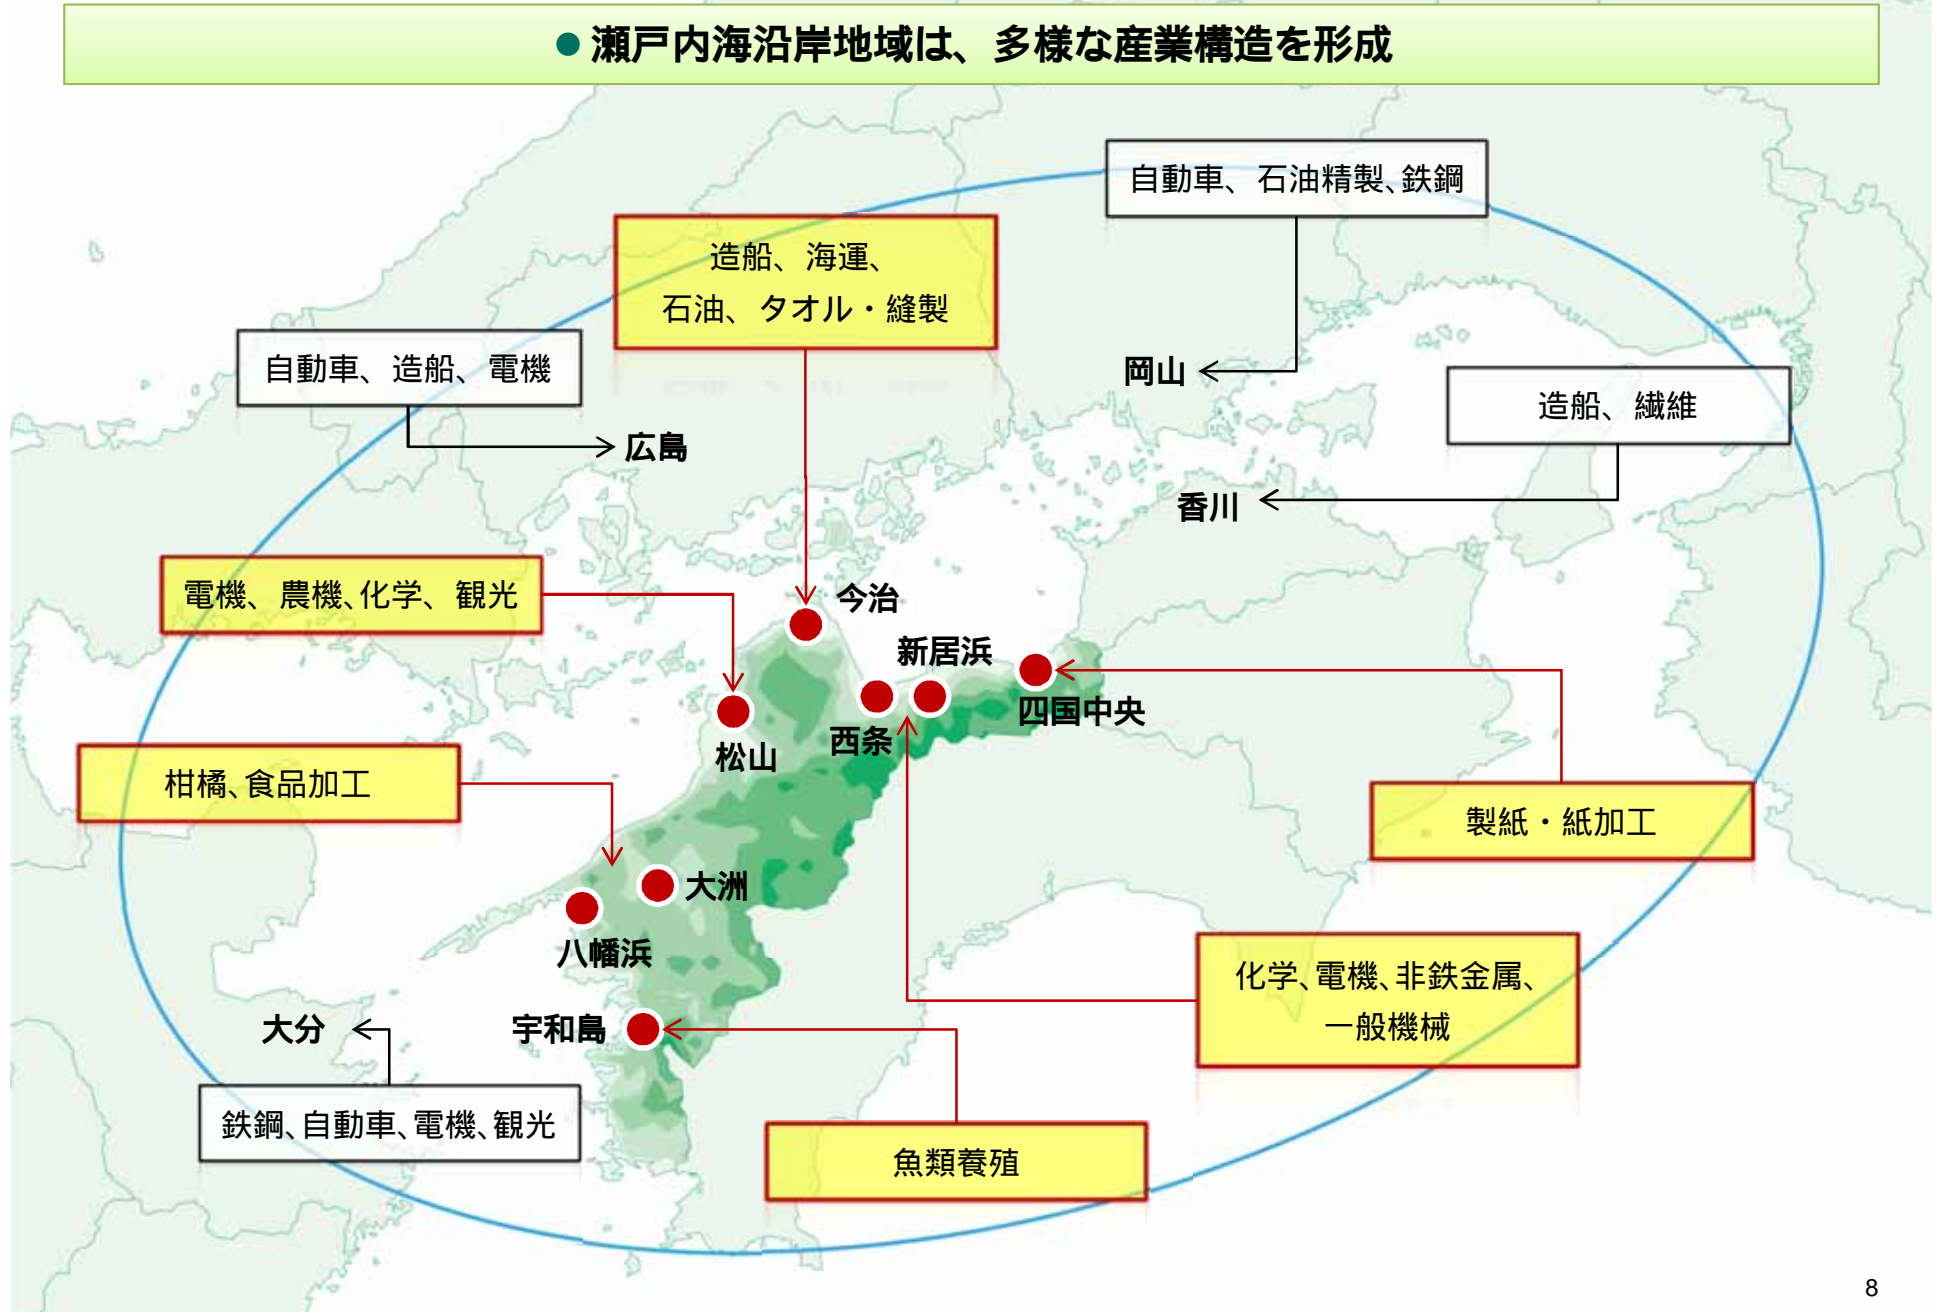 ●瀬戸内海沿岸地域は、多様な産業構造を形成
自動車、石油精製、鉄鋼
造船、海運、
石油、タオル・縫製
自動車、造船、電機
岡山
造船、繊維
広島
香川
電機、農機、化学、観光
今治
新居浜
四国中央
西条
松山
柑橘、食品加工
製紙・紙加工
大洲
八幡浜
化学、電機、非鉄金属、
一般機械
大分
宇和島
鉄鋼、自動車、電機、観光
魚類養殖
8